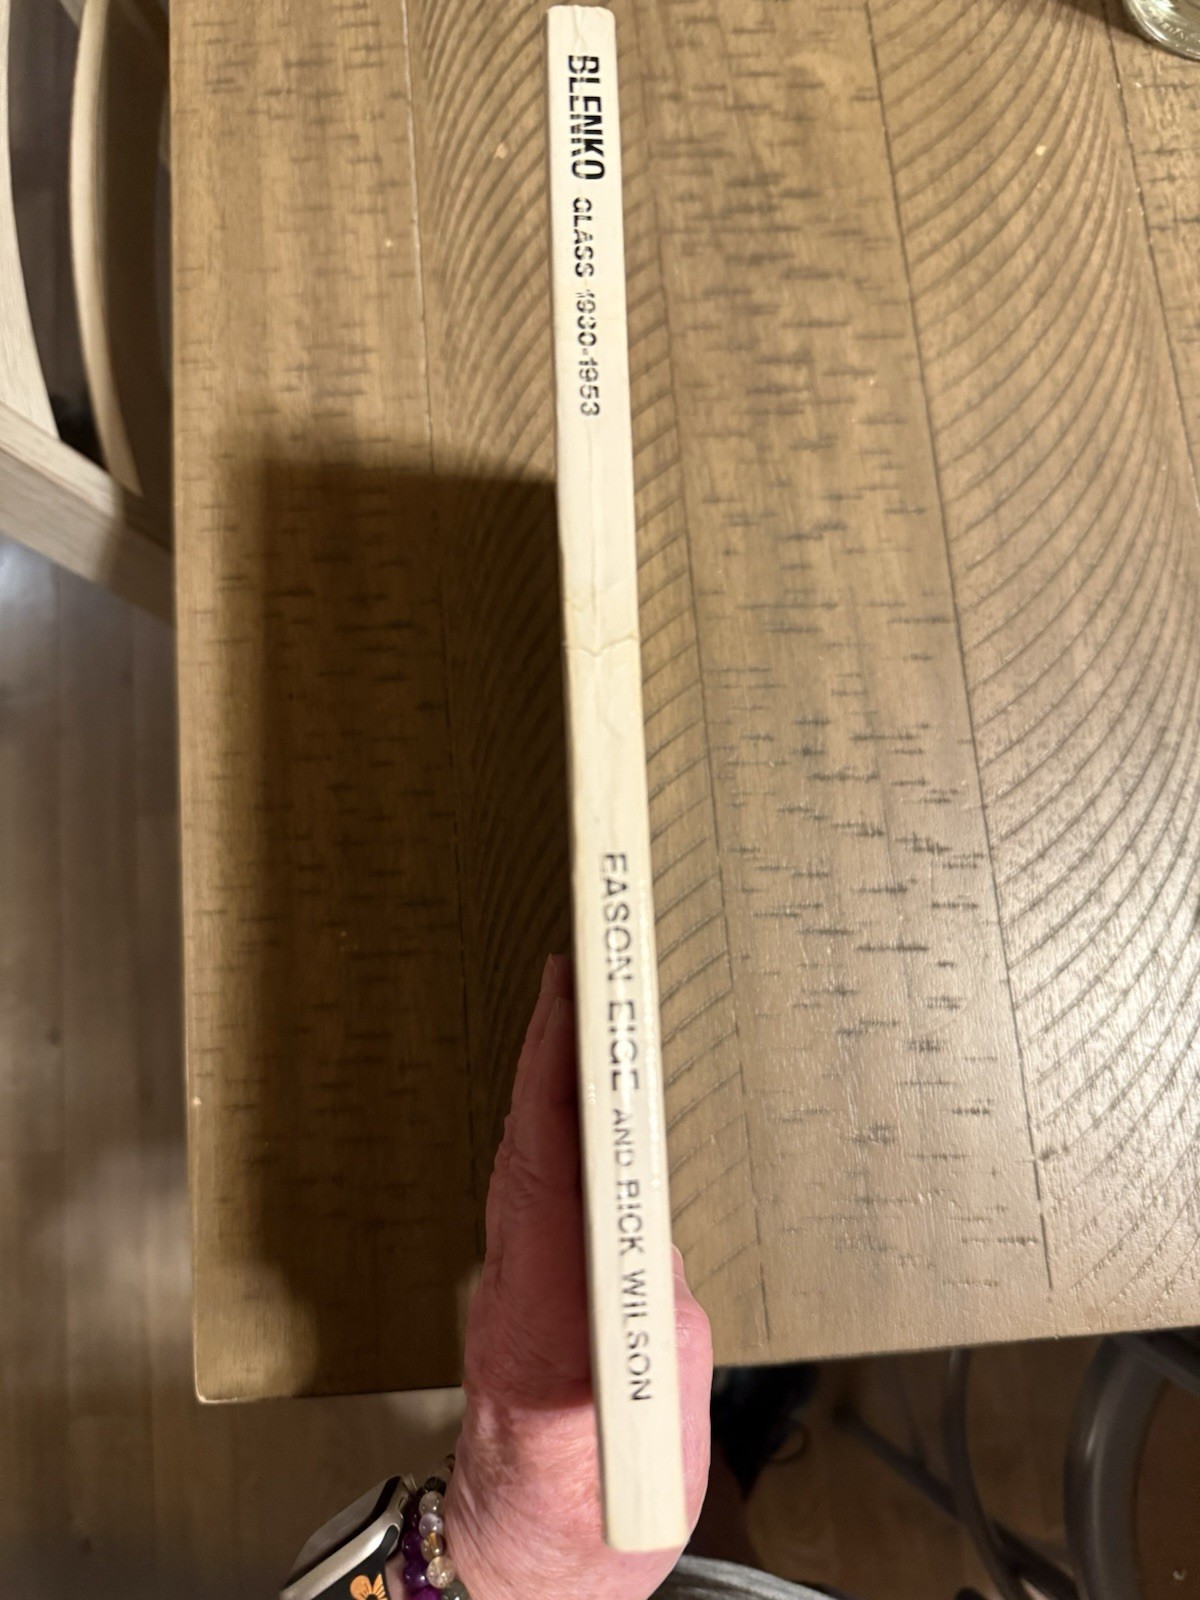 BLENKO GLASS 1930-1953
EASON EIGE AND RICK WILSON